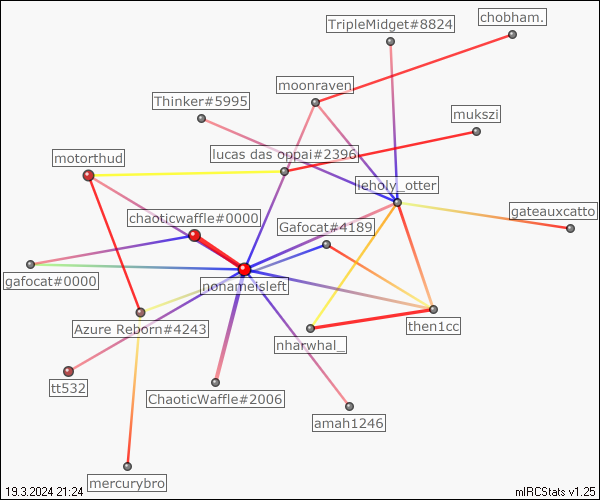 chobham.
TripleMidget#8824
moonraven
Thinker#5995
mukszi
lucas das oppai#2396
motorthud
leholy_otter
chaoticwaffle#0000
gateauxcatto
Gafocat#4189
gafocat#0000
nonameisleft
Azure Reborn#4243
then1cc
nharwhal_
tt532
ChaoticWaffle#2006
amah1246
mercurybro
19.3.2024 21:24
mIRCStats v1.25